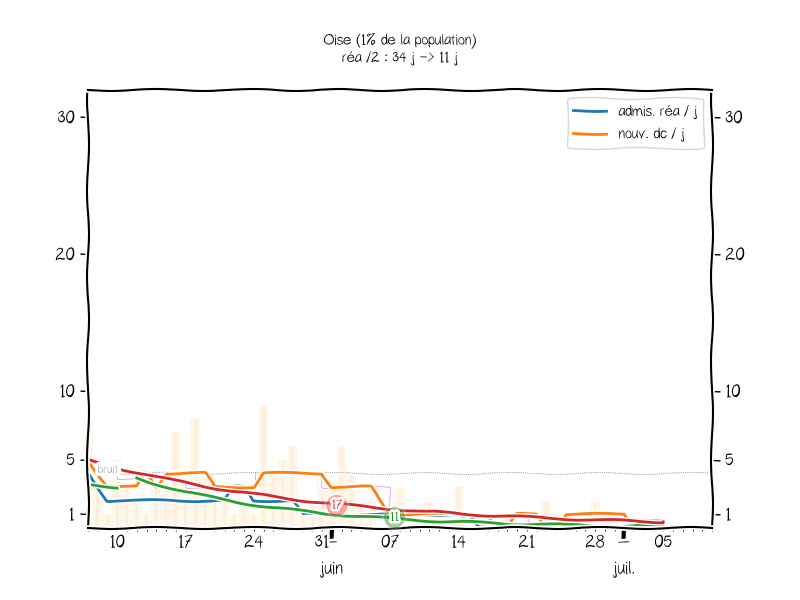 Oise (1% de la population)
réa /2 : 34 j -> 11 j
admis. réa / j
nouv. dc / j
30
30
20
20
10
10
5
5
bruit
17
11
1
1
10 17 24 31 07 14 21 28 05
juin juil.